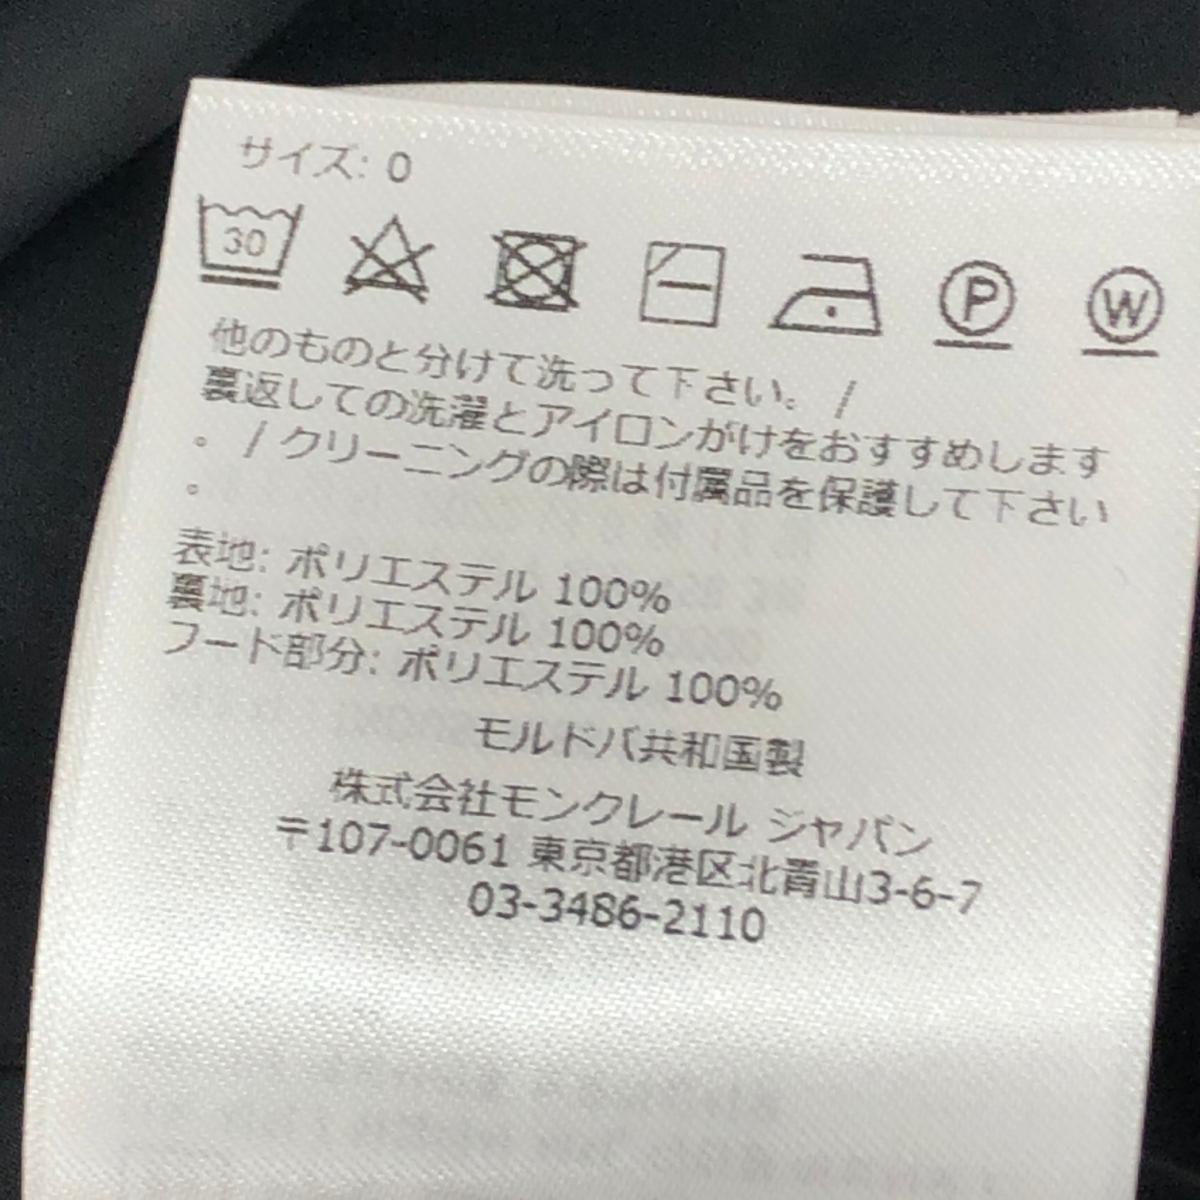 サイズ: 0
30
P
W
他のものと分けて洗って下さい。 /
裏返しての洗濯とアイロンがけをおすすめします
。 / クリーニングの際は付属品を保護して下さい
。
表地: ポリエステル 100%
裏地: ポリエステル 100%
フード部分: ポリエステル 100%
モルドバ共和国製
株式会社モンクレール ジャパン
〒107-0061 東京都港区北青山3-6-7
03-3486-2110